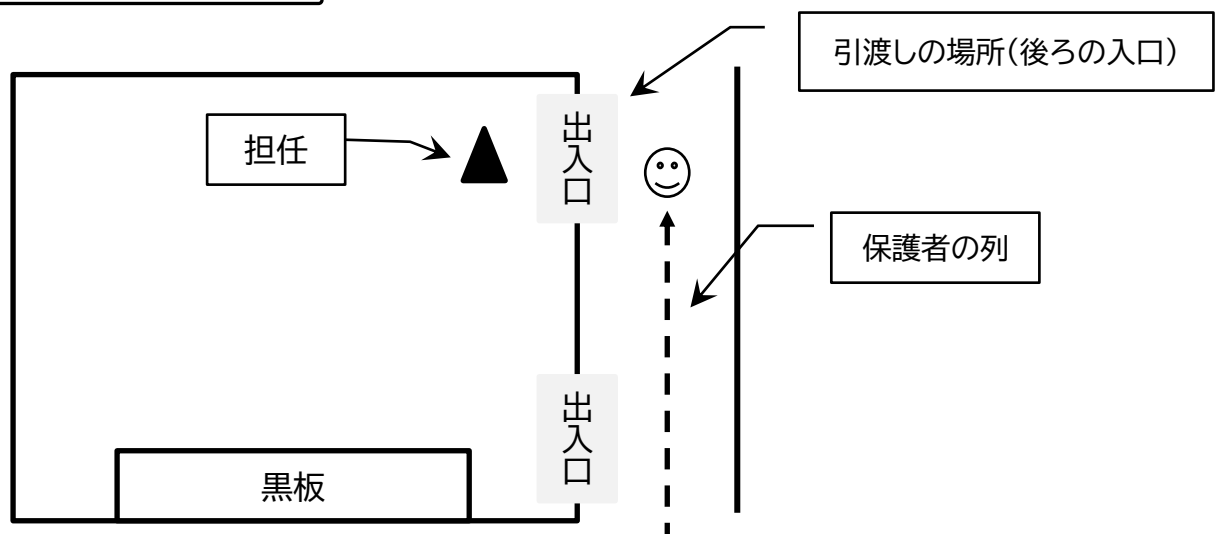 引渡しの場所(後ろの入口)
担任
出入口
保護者の列
出入口
黒板